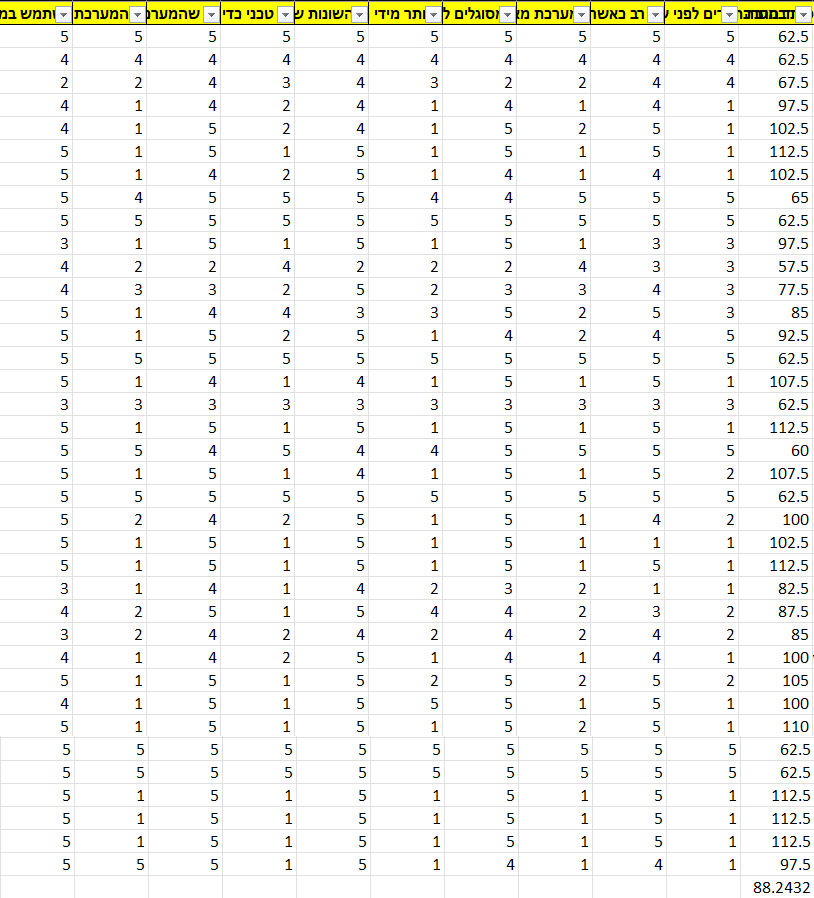 תמש במ המערכת שהמער טכני כדי השונות ש ותר מידי מסוגלים ל מערכת מא רב כאשר רים לפני
5 5 5 5 5 5 5 5 5 5 62.5
4 4 4 4 4 4 4 4 4 4 62.5
2 2 4 3 4 3 2 2 4 4 67.5
4 1 4 2 4 1 4 1 4 1 97.5
4 1 5 2 4 1 5 2 5 1 102.5
5 1 5 1 5 1 5 1 5 1 112.5
5 1 4 2 5 1 4 1 4 1 102.5
5 4 5 5 5 4 4 5 5 5 65
5 5 5 5 5 5 5 5 5 5 62.5
3 1 5 1 5 1 5 1 3 3 97.5
4 2 2 4 2 2 2 4 3 3 57.5
4 3 3 2 5 2 3 3 4 3 77.5
5 1 4 4 3 3 5 2 5 3 85
5 1 5 2 5 1 4 2 4 5 92.5
5 5 5 5 5 5 5 5 5 5 62.5
5 1 4 1 4 1 5 1 5 1 107.5
3 3 3 3 3 3 3 3 3 3 62.5
5 1 5 1 5 1 5 1 5 1 112.5
5 5 4 5 4 4 5 5 5 5 60
5 1 5 1 4 1 5 1 5 2 107.5
5 5 5 5 5 5 5 5 5 5 62.5
5 2 4 2 5 1 5 1 4 2 100
5 1 5 1 5 1 5 1 1 1 102.5
5 1 5 1 5 1 5 1 5 1 112.5
3 1 4 1 4 2 3 2 1 1 82.5
4 2 5 1 5 4 4 2 3 2 87.5
3 2 4 2 4 2 4 2 4 2 85
4 1 4 2 5 1 4 1 4 1 100
5 1 5 1 5 2 5 2 5 2 105
4 1 5 1 5 5 5 1 5 1 100
5 1 5 1 5 1 5 2 5 1 110
5 5 5 5 5 5 5 5 5 5 62.5
5 5 5 5 5 5 5 5 5 5 62.5
5 1 5 1 5 1 5 1 5 1 112.5
5 1 5 1 5 1 5 1 5 1 112.5
5 1 5 1 5 1 5 1 5 1 112.5
5 5 5 1 5 1 4 1 4 1 97.5
88.2432